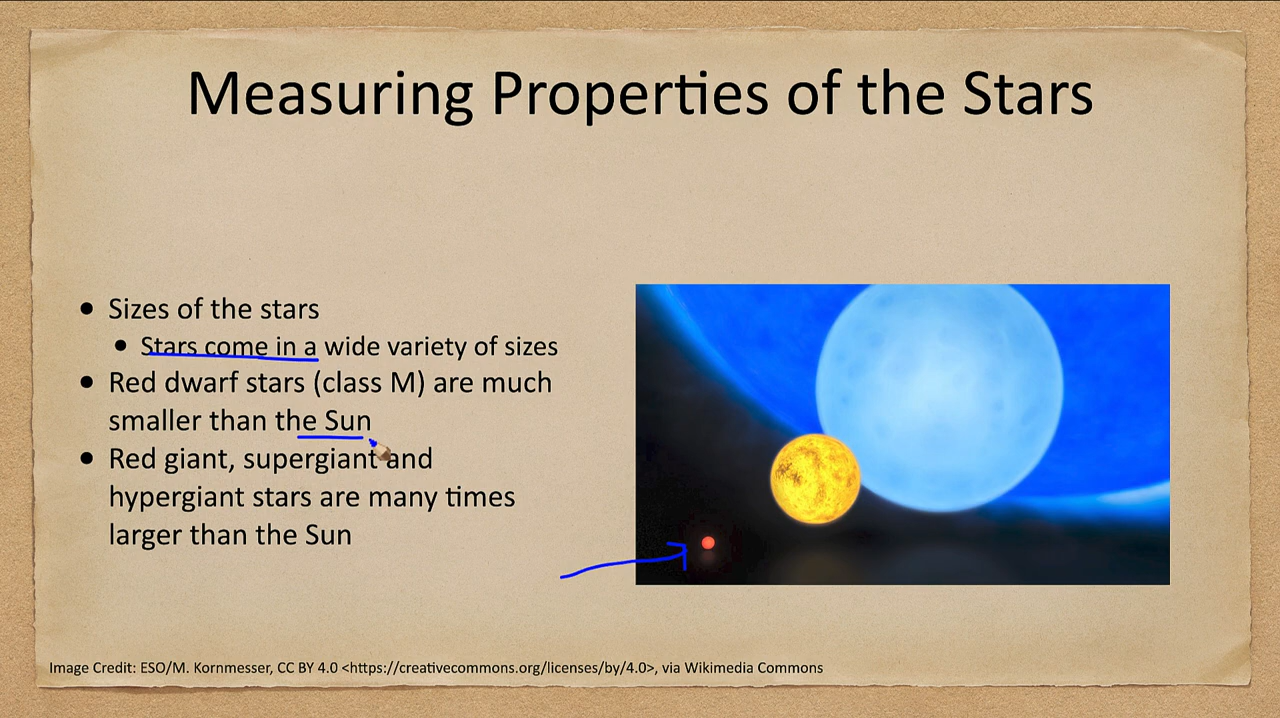 Measuring Properties of the Stars
• Sizes of the stars
• Stars come in a wide variety of sizes
• Red dwarf stars (class M) are much
smaller than the Sun
• Red giant, supergiant and
hypergiant stars are many times
larger than the Sun
Image Credit: ESO/M. Kornmesser, CC BY 4.0 <https://creativecommons.org/licenses/by/4.0>, via Wikimedia Commons